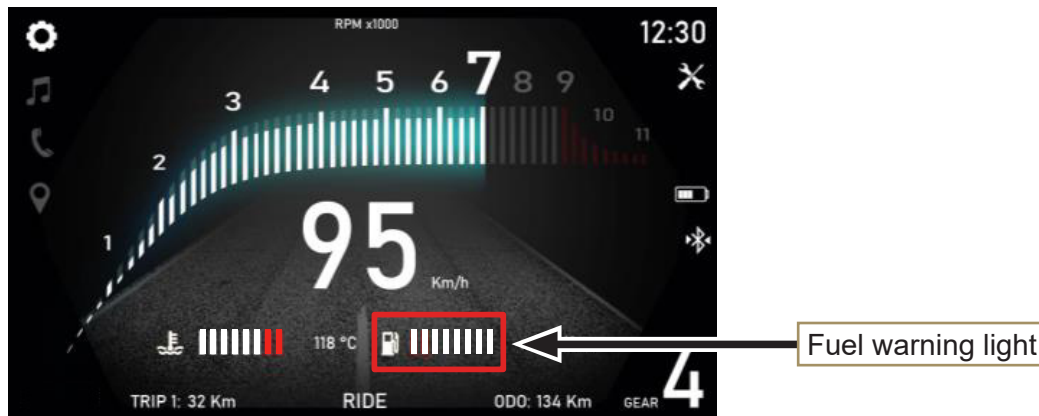 RPM x1000
12:30
1
2
3
4
5
6
7
8
9
10
11
95
Km/h
118 °C
Fuel warning light
TRIP 1: 32 Km
RIDE
ODO: 134 Km
GEAR 4